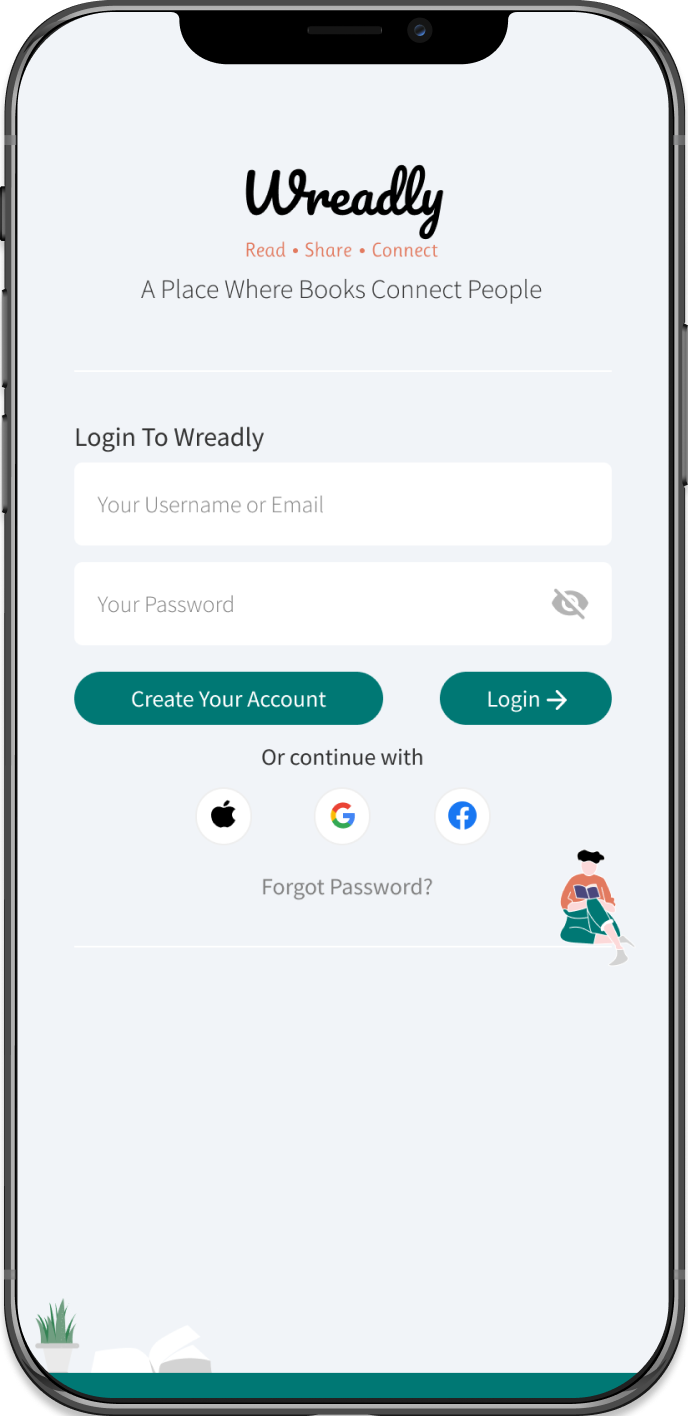 Wreadly
Read • Share • Connect
A Place Where Books Connect People
Login To Wreadly
Your Username or Email
Your Password
Create Your Account
Login →
Or continue with
Forgot Password?